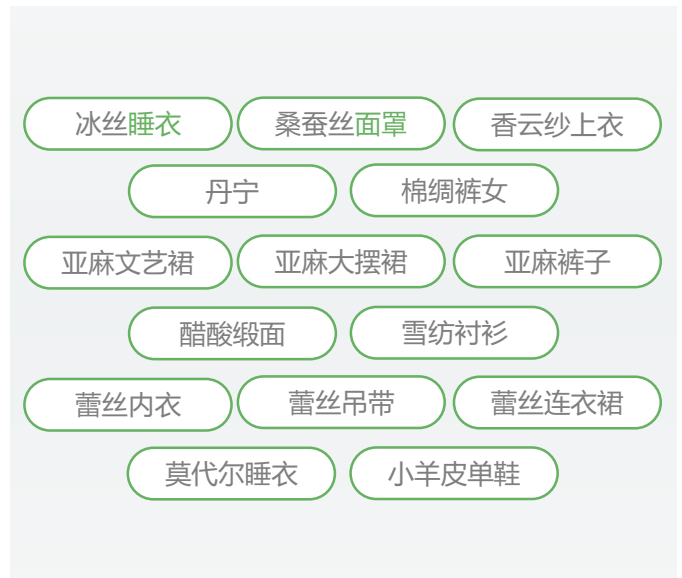 冰丝睡衣 桑蚕丝面罩 香云纱上衣
丹宁 棉绸裤女
亚麻文艺裙 亚麻大摆裙 亚麻裤子
醋酸缎面 雪纺衬衫
蕾丝内衣 蕾丝吊带 蕾丝连衣裙
莫代尔睡衣 小羊皮单鞋